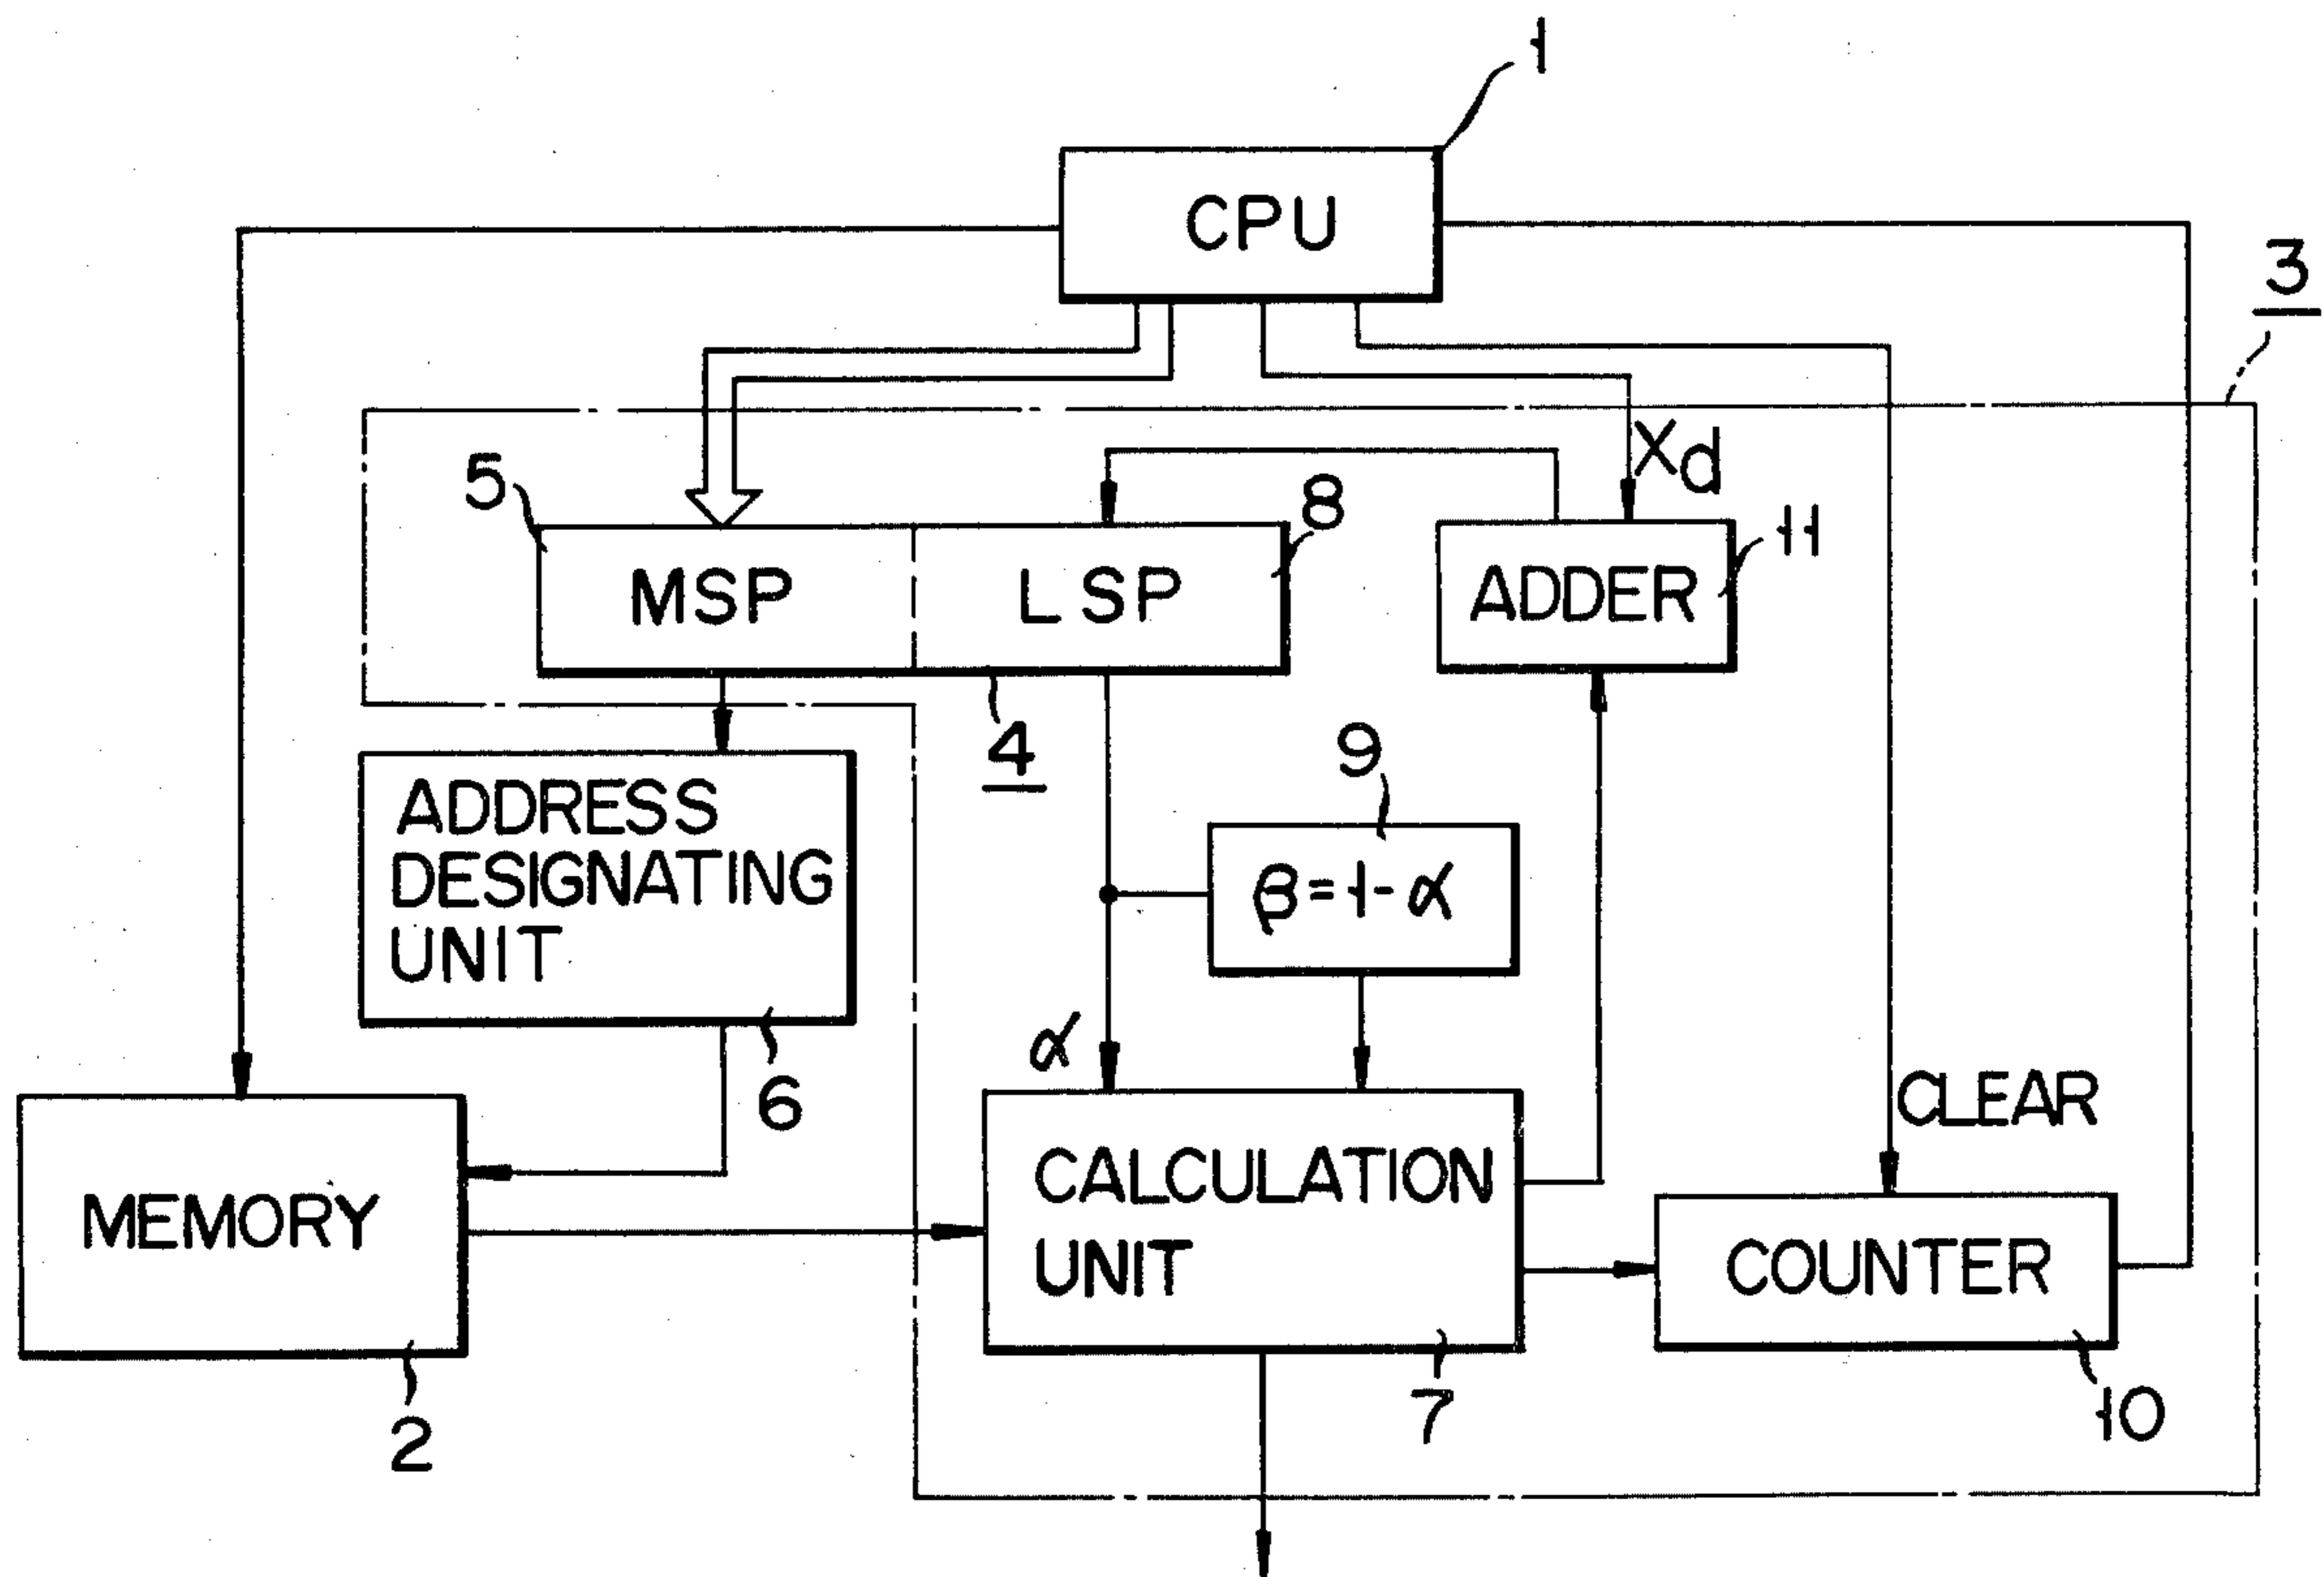 1
CPU
3
Xd
5
8
11
MSP
LSP
ADDER
4
9
ADDRESS
DESIGNATING
UNIT
β=1-α
α
6
CLEAR
MEMORY
CALCULATION
UNIT
COUNTER
2
7
10